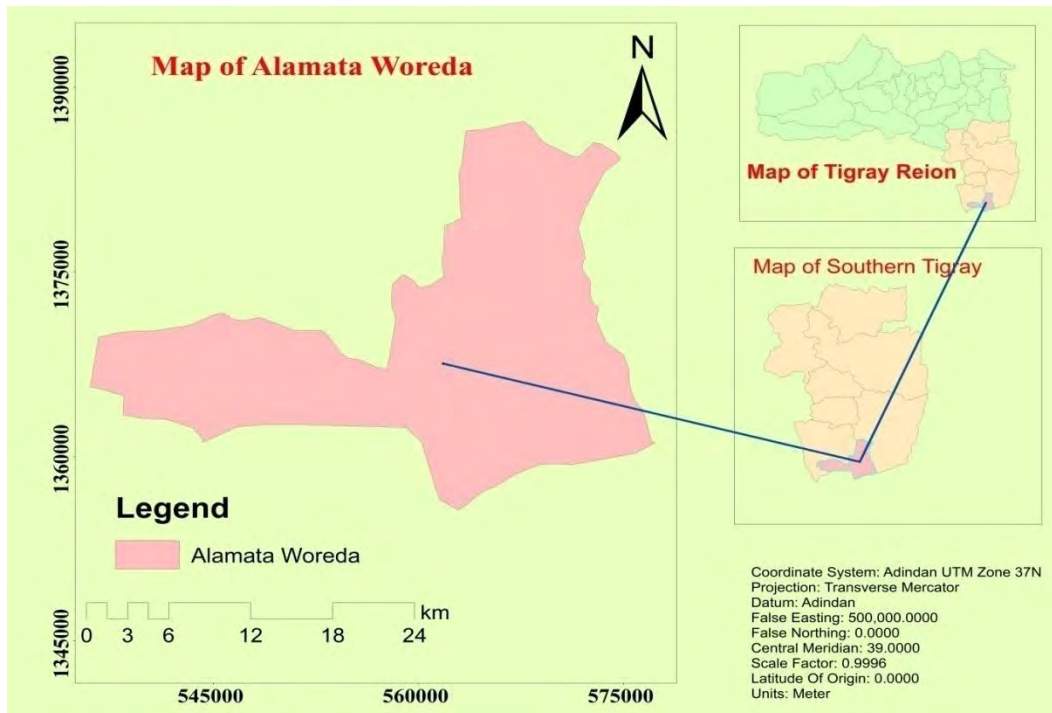 Map of Alamata Woreda
N
1390000
1375000
1360000
1345000
Legend
Alamata Woreda
km
0 3 6 12 18 24
545000 560000 575000
Map of Tigray Reion
Map of Southern Tigray
Coordinate System: Adindan UTM Zone 37N
Projection: Transverse Mercator
Datum: Adindan
False Easting: 500,000.0000
False Northing: 0.0000
Central Meridian: 39.0000
Scale Factor: 0.9996
Latitude Of Origin: 0.0000
Units: Meter